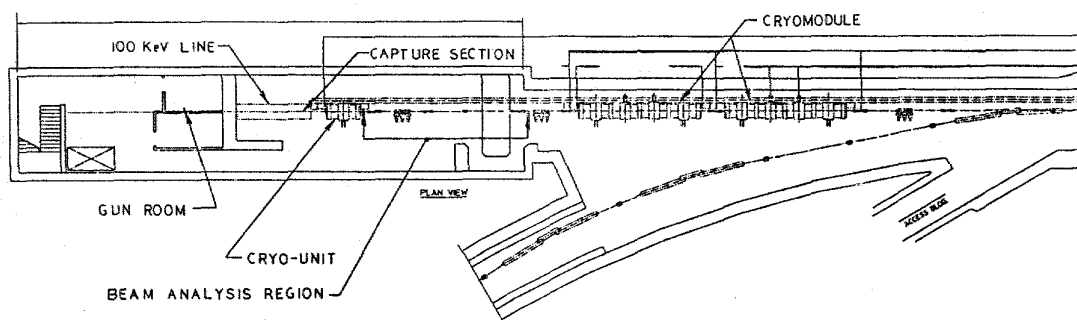 CRYOMODULE
100 KeV LINE
CAPTURE SECTION
PLAN VIEW
GUN ROOM
ACCESS BLDG
CRYO-UNIT
BEAM ANALYSIS REGION